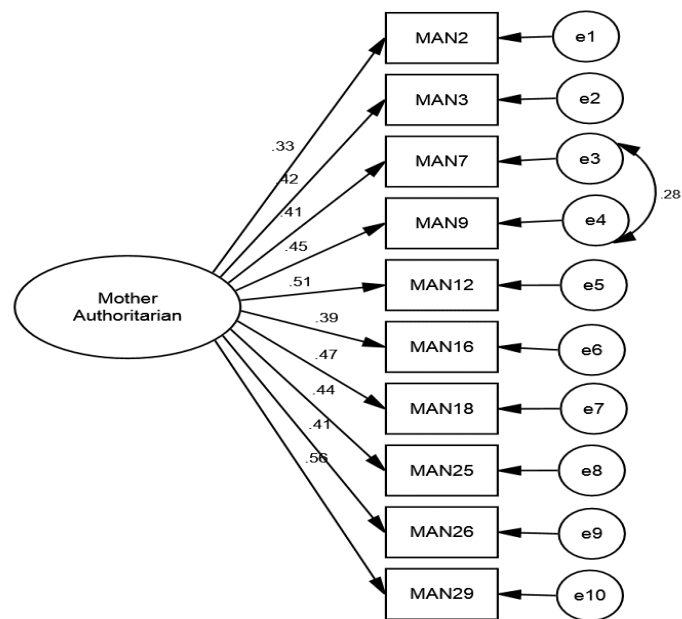 MAN2
e1
MAN3
e2
.33
MAN7
e3
.42
.28
.41
MAN9
e4
.45
.51
MAN12
e5
Mother
Authoritarian
.39
MAN16
e6
.47
MAN18
e7
.44
.41
MAN25
e8
.56
MAN26
e9
MAN29
e10